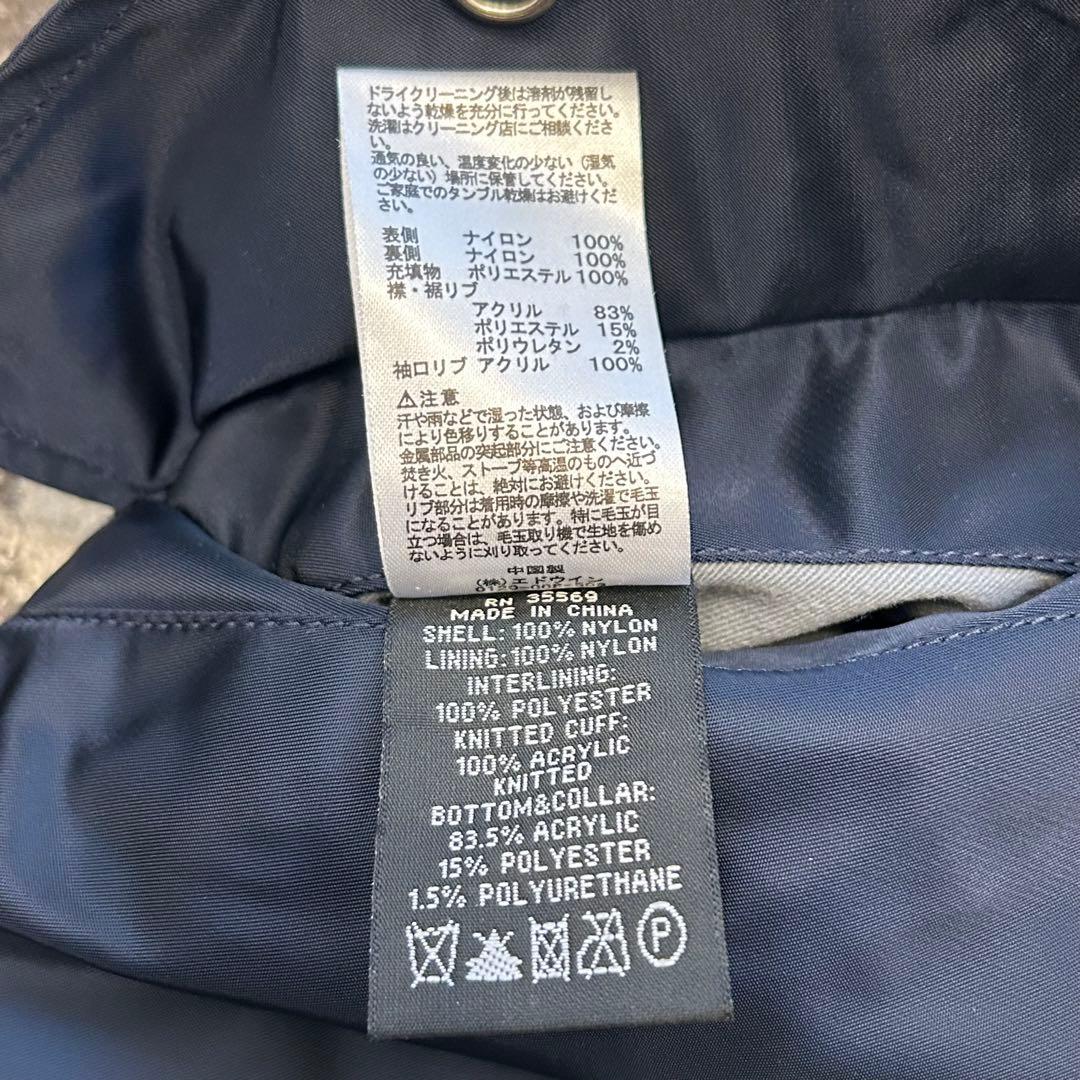 ドライクリーニング後は溶剤が残留し
ないよう乾燥を充分に行ってください。
洗濯はクリーニング店にご相談くださ
い。
通気の良い、温度変化の少ない（湿気
の少ない）場所に保管してください。
ご家庭でのタンブル乾燥はお避けくだ
さい。
表側 ナイロン 100%
裏側 ナイロン 100%
充填物 ポリエステル 100%
襟・裾リブ
アクリル 83%
ポリエステル 15%
ポリウレタン 2%
袖口リブ アクリル 100%
⚠注意
汗や雨などで湿った状態、および摩擦
により色移りすることがあります。
金属部品の突起部分にご注意ください。
焚き火、ストーブ等高温のものへ近づ
けることは、絶対にお避けください。
リブ部分は着用時の摩擦や洗濯で毛玉
になることがあります。特に毛玉が目
立つ場合は、毛玉取り機で生地を傷め
ないように刈り取ってください。
中国製
(株)エドウイン
RN 35569
MADE IN CHINA
SHELL: 100% NYLON
LINING: 100% NYLON
INTERLINING:
100% POLYESTER
KNITTED CUFF:
100% ACRYLIC
KNITTED
BOTTOM&COLLAR:
83.5% ACRYLIC
15% POLYESTER
1.5% POLYURETHANE
P